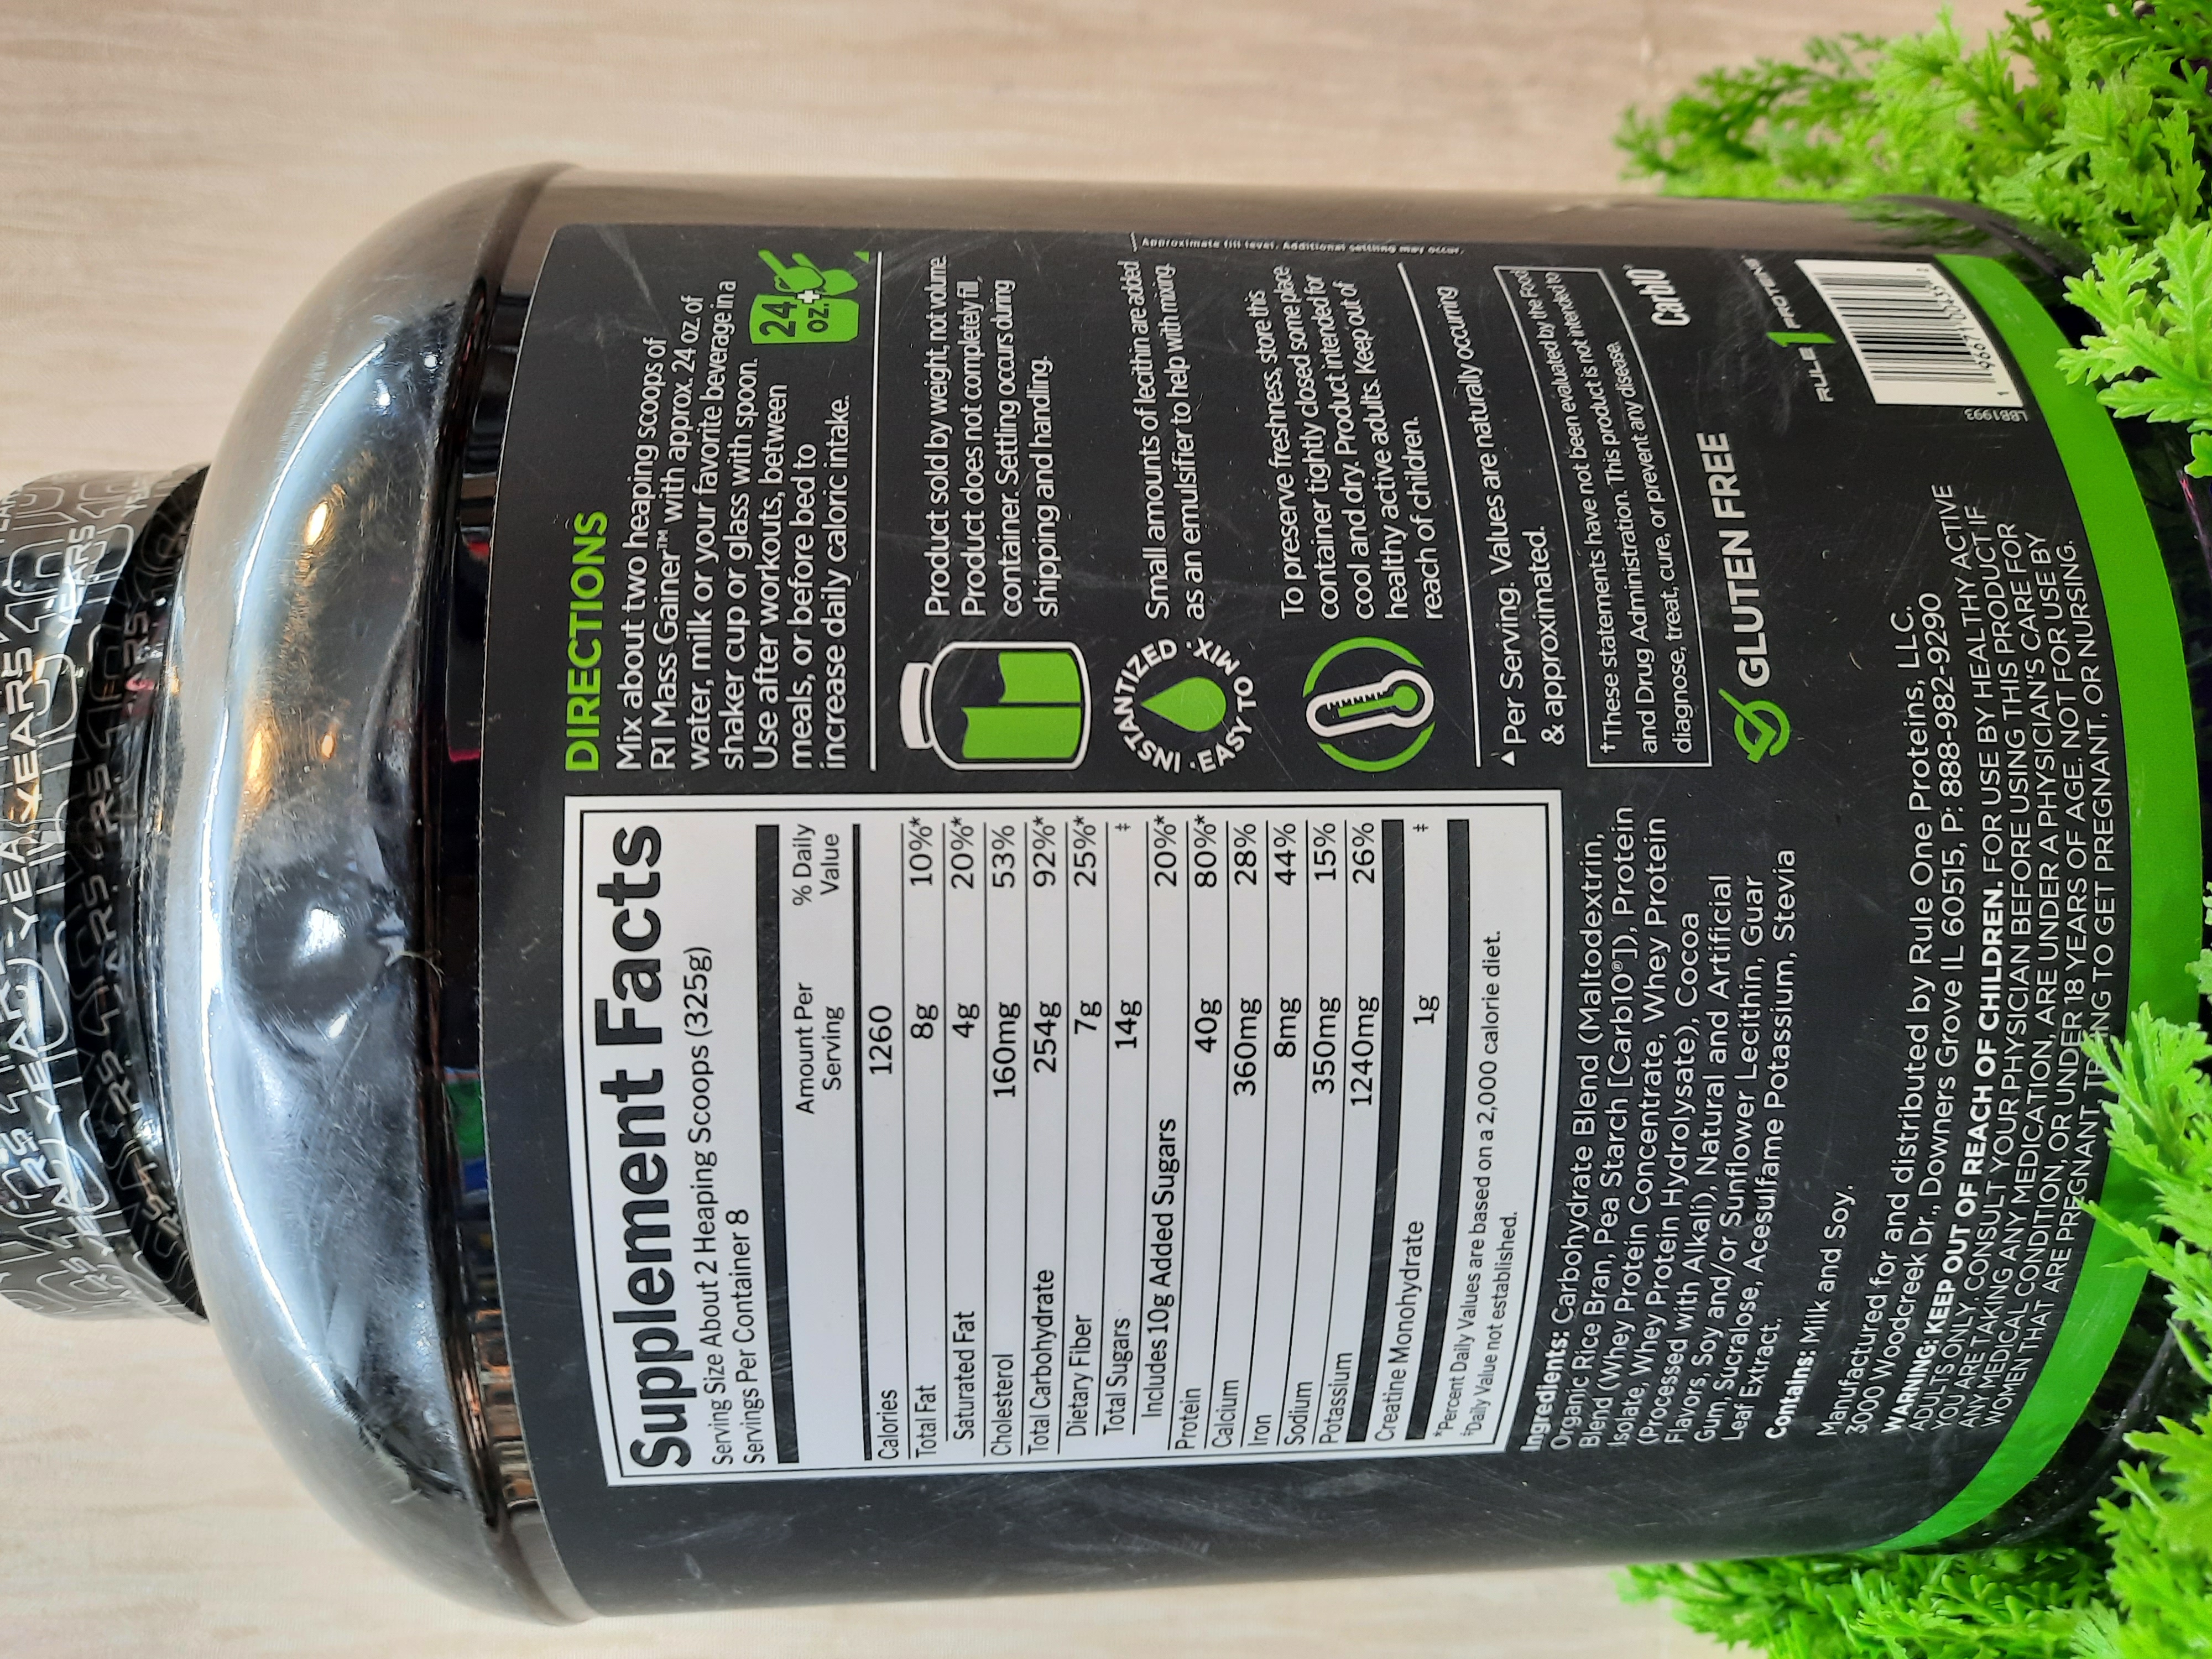 Supplement Facts
Serving Size About 2 Heaping Scoops (325g)
Servings Per Container 8
Amount Per Serving % Daily Value
Calories 1260
Total Fat 8g 10%*
Saturated Fat 4g 20%*
Cholesterol 160mg 53%
Total Carbohydrate 254g 92%*
Dietary Fiber 7g 25%*
Total Sugars 14g ‡
Includes 10g Added Sugars 20%*
Protein 40g 80%*
Calcium 360mg 28%
Iron 8mg 44%
Sodium 350mg 15%
Potassium 1240mg 26%
Creatine Monohydrate 1g ‡
*Percent Daily Values are based on a 2,000 calorie diet.
‡Daily Value not established.
Ingredients: Carbohydrate Blend (Maltodextrin,
Organic Rice Bran, Pea Starch [Carb10®]), Protein
Blend (Whey Protein Concentrate, Whey Protein
Isolate, Whey Protein Hydrolysate), Cocoa
(Processed with Alkali), Natural and Artificial
Flavors, Soy and/or Sunflower Lecithin, Guar
Gum, Sucralose, Acesulfame Potassium, Stevia
Leaf Extract.
Contains: Milk and Soy.
Manufactured for and distributed by Rule One Proteins, LLC.
3000 Woodcreek Dr., Downers Grove IL 60515, P: 888-982-9290
WARNING: KEEP OUT OF REACH OF CHILDREN. FOR USE BY HEALTHY ACTIVE
ADULTS ONLY. CONSULT YOUR PHYSICIAN BEFORE USING THIS PRODUCT IF
YOU ARE TAKING ANY MEDICATION, ARE UNDER A PHYSICIAN'S CARE FOR
ANY MEDICAL CONDITION, OR UNDER 18 YEARS OF AGE. NOT FOR USE BY
WOMEN THAT ARE PREGNANT, TRYING TO GET PREGNANT, OR NURSING.
DIRECTIONS
Mix about two heaping scoops of
R1 Mass Gainer™ with approx. 24 oz. of
water, milk or your favorite beverage in a
shaker cup or glass with spoon.
Use after workouts, between
meals, or before bed to
increase daily caloric intake.
24
oz.
+
Product sold by weight, not volume.
Product does not completely fill
container. Settling occurs during
shipping and handling.
INSTANTIZED · EASY TO MIX ·
Small amounts of lecithin are added
as an emulsifier to help with mixing.
To preserve freshness, store this
container tightly closed some place
cool and dry. Product intended for
healthy active adults. Keep out of
reach of children.
▲Per Serving. Values are naturally occurring
& approximated.
†These statements have not been evaluated by the Food
and Drug Administration. This product is not intended to
diagnose, treat, cure, or prevent any disease.
GLUTEN FREE
Carb10®
RULE 1 PROTEINS
LBB1993
Approximate fill level. Additional settling may occur.
YEARS